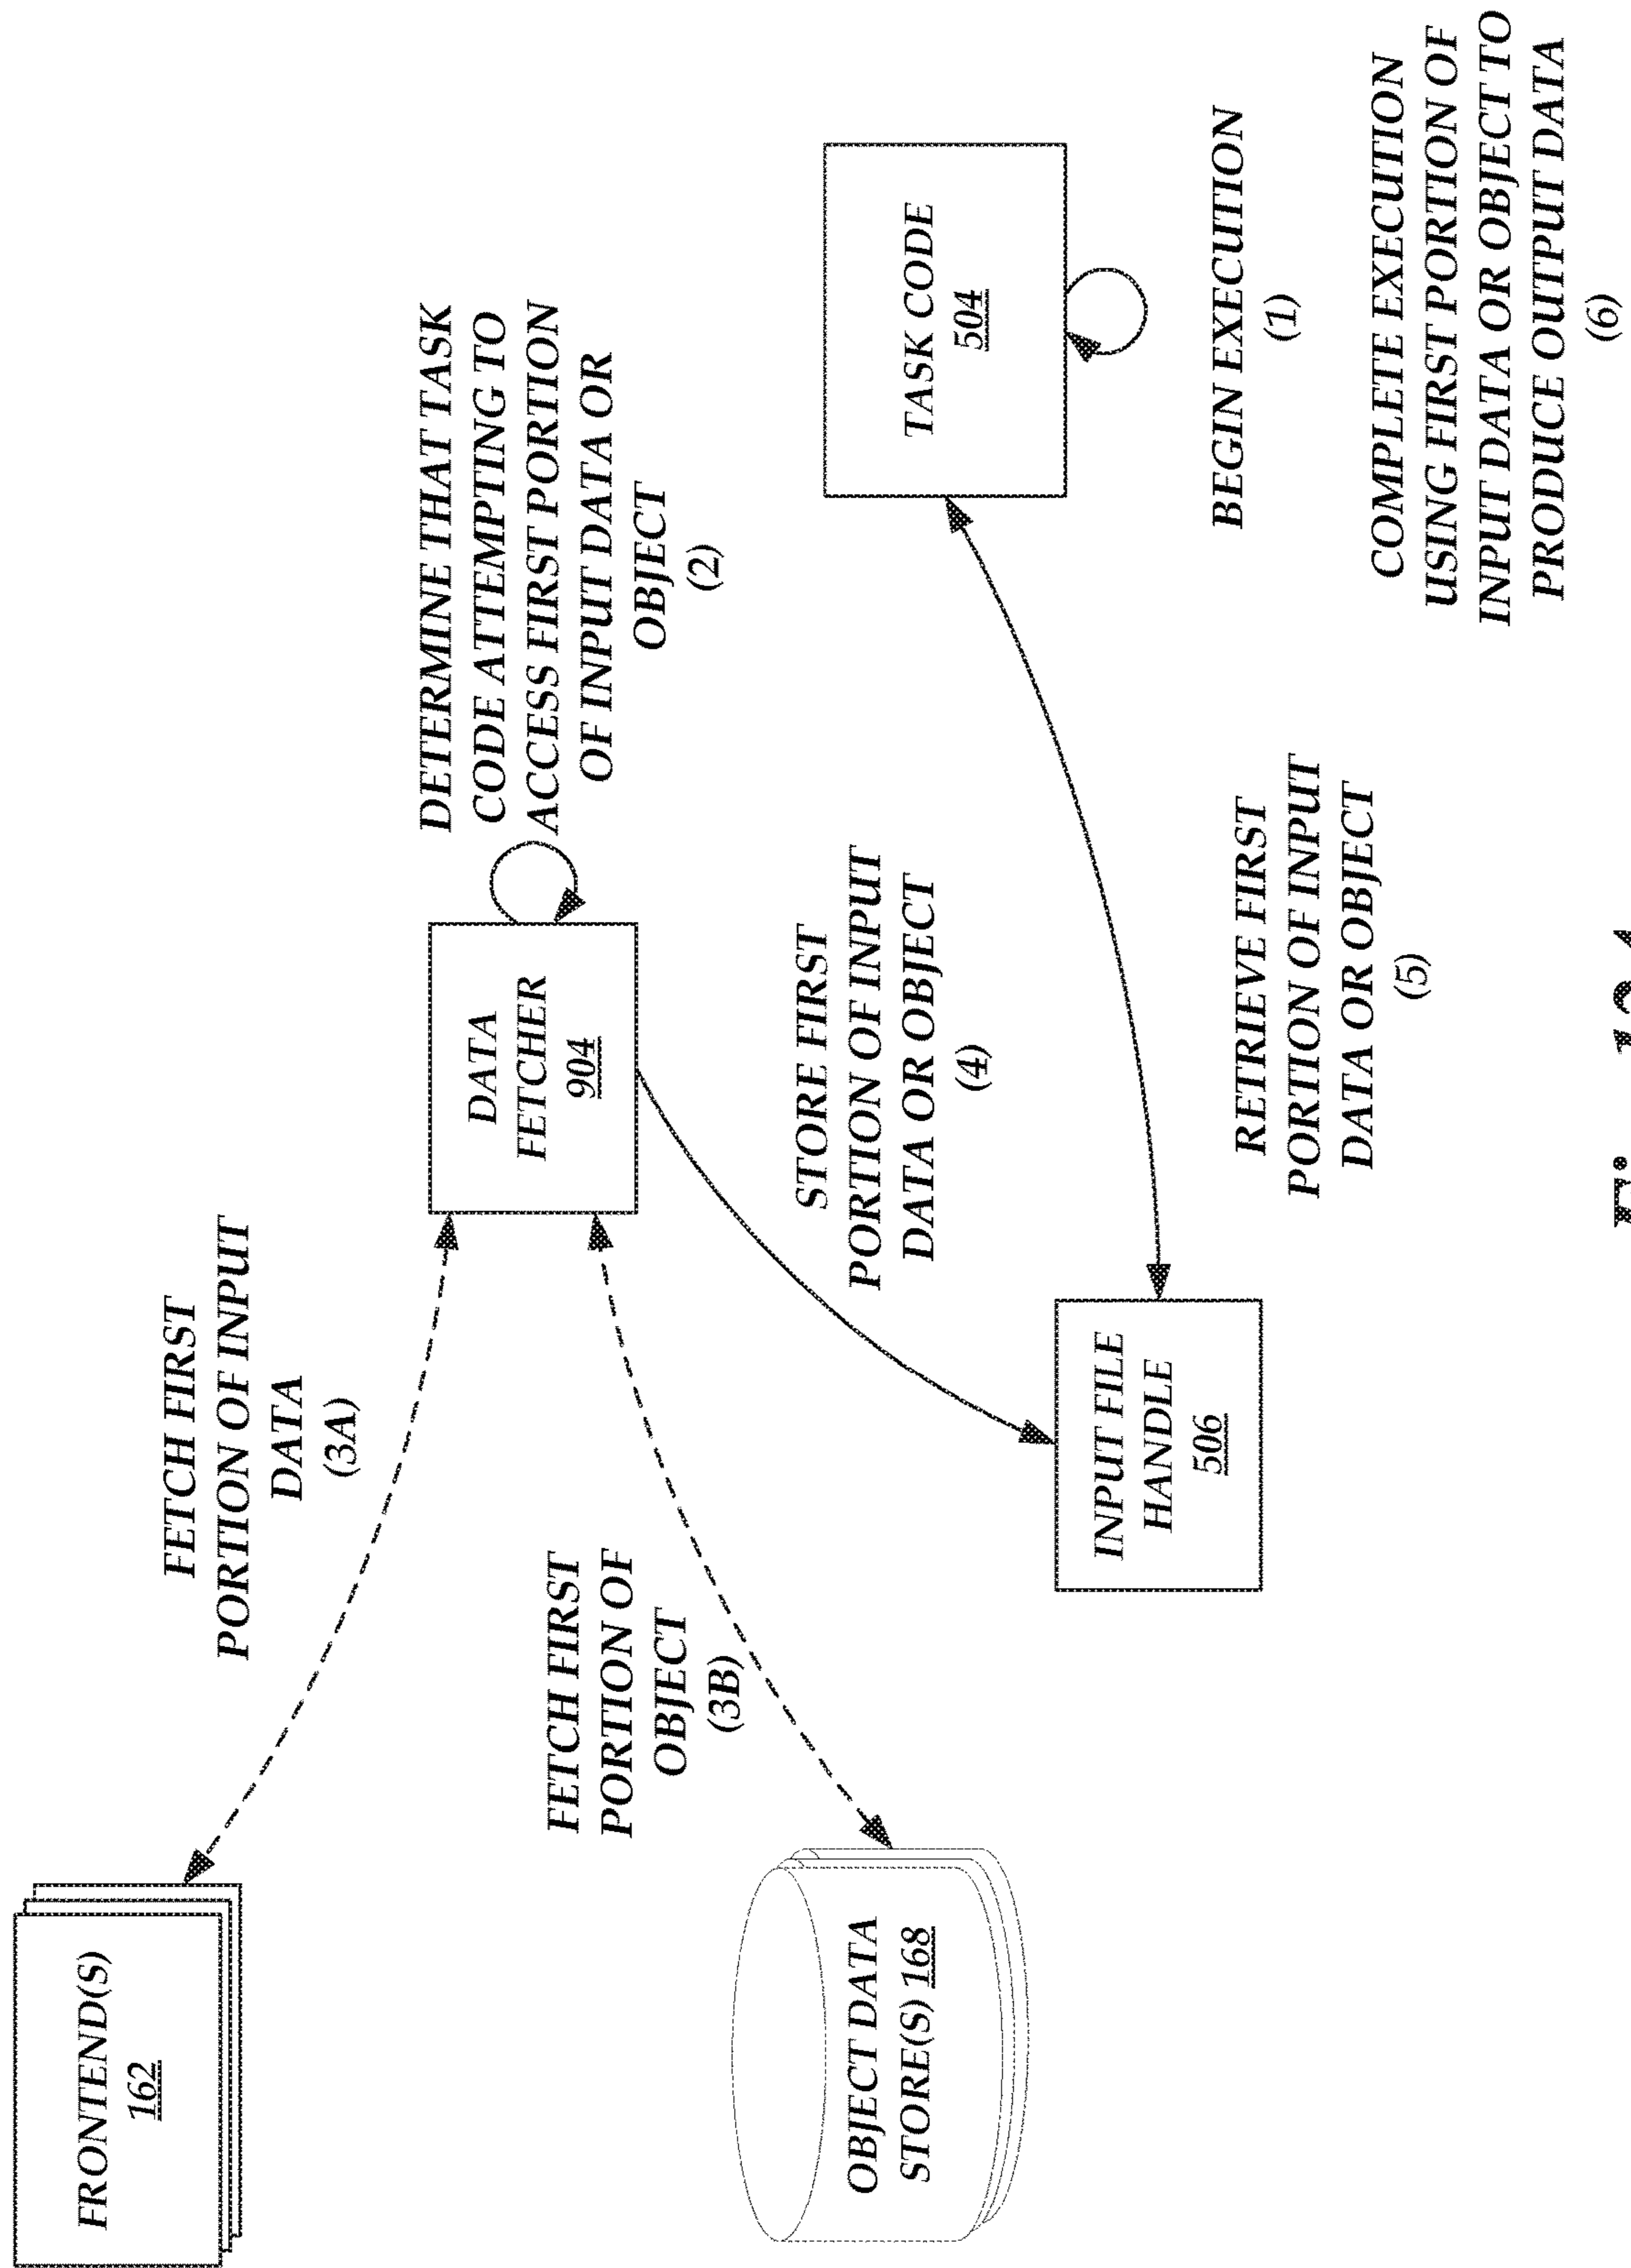 FRONTEND(S)
162
FETCH FIRST
PORTION OF INPUT
DATA
(3A)
DATA
FETCHER
904
DETERMINE THAT TASK
CODE ATTEMPTING TO
ACCESS FIRST PORTION
OF INPUT DATA OR
OBJECT
(2)
FETCH FIRST
PORTION OF
OBJECT
(3B)
OBJECT DATA
STORE(S) 168
STORE FIRST
PORTION OF INPUT
DATA OR OBJECT
(4)
TASK CODE
504
INPUT FILE
HANDLE
506
BEGIN EXECUTION
(1)
RETRIEVE FIRST
PORTION OF INPUT
DATA OR OBJECT
(5)
COMPLETE EXECUTION
USING FIRST PORTION OF
INPUT DATA OR OBJECT TO
PRODUCE OUTPUT DATA
(6)